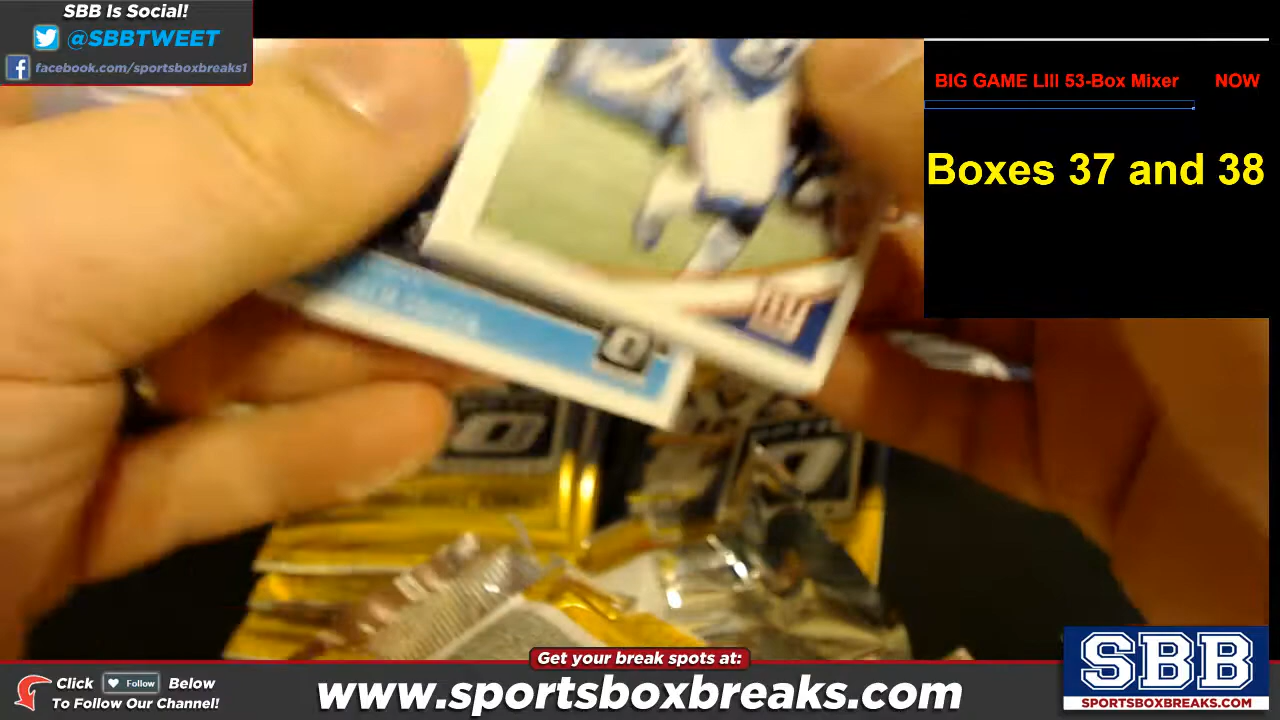 SBB Is Social!
@SBBTWEET
facebook.com/sportsboxbreaks1
BIG GAME LIII 53-Box Mixer NOW
Boxes 37 and 38
NY
Get your break spots at:
Click Follow Below
To Follow Our Channel!
www.sportsboxbreaks.com
SBB
SPORTSBOXBREAKS.COM